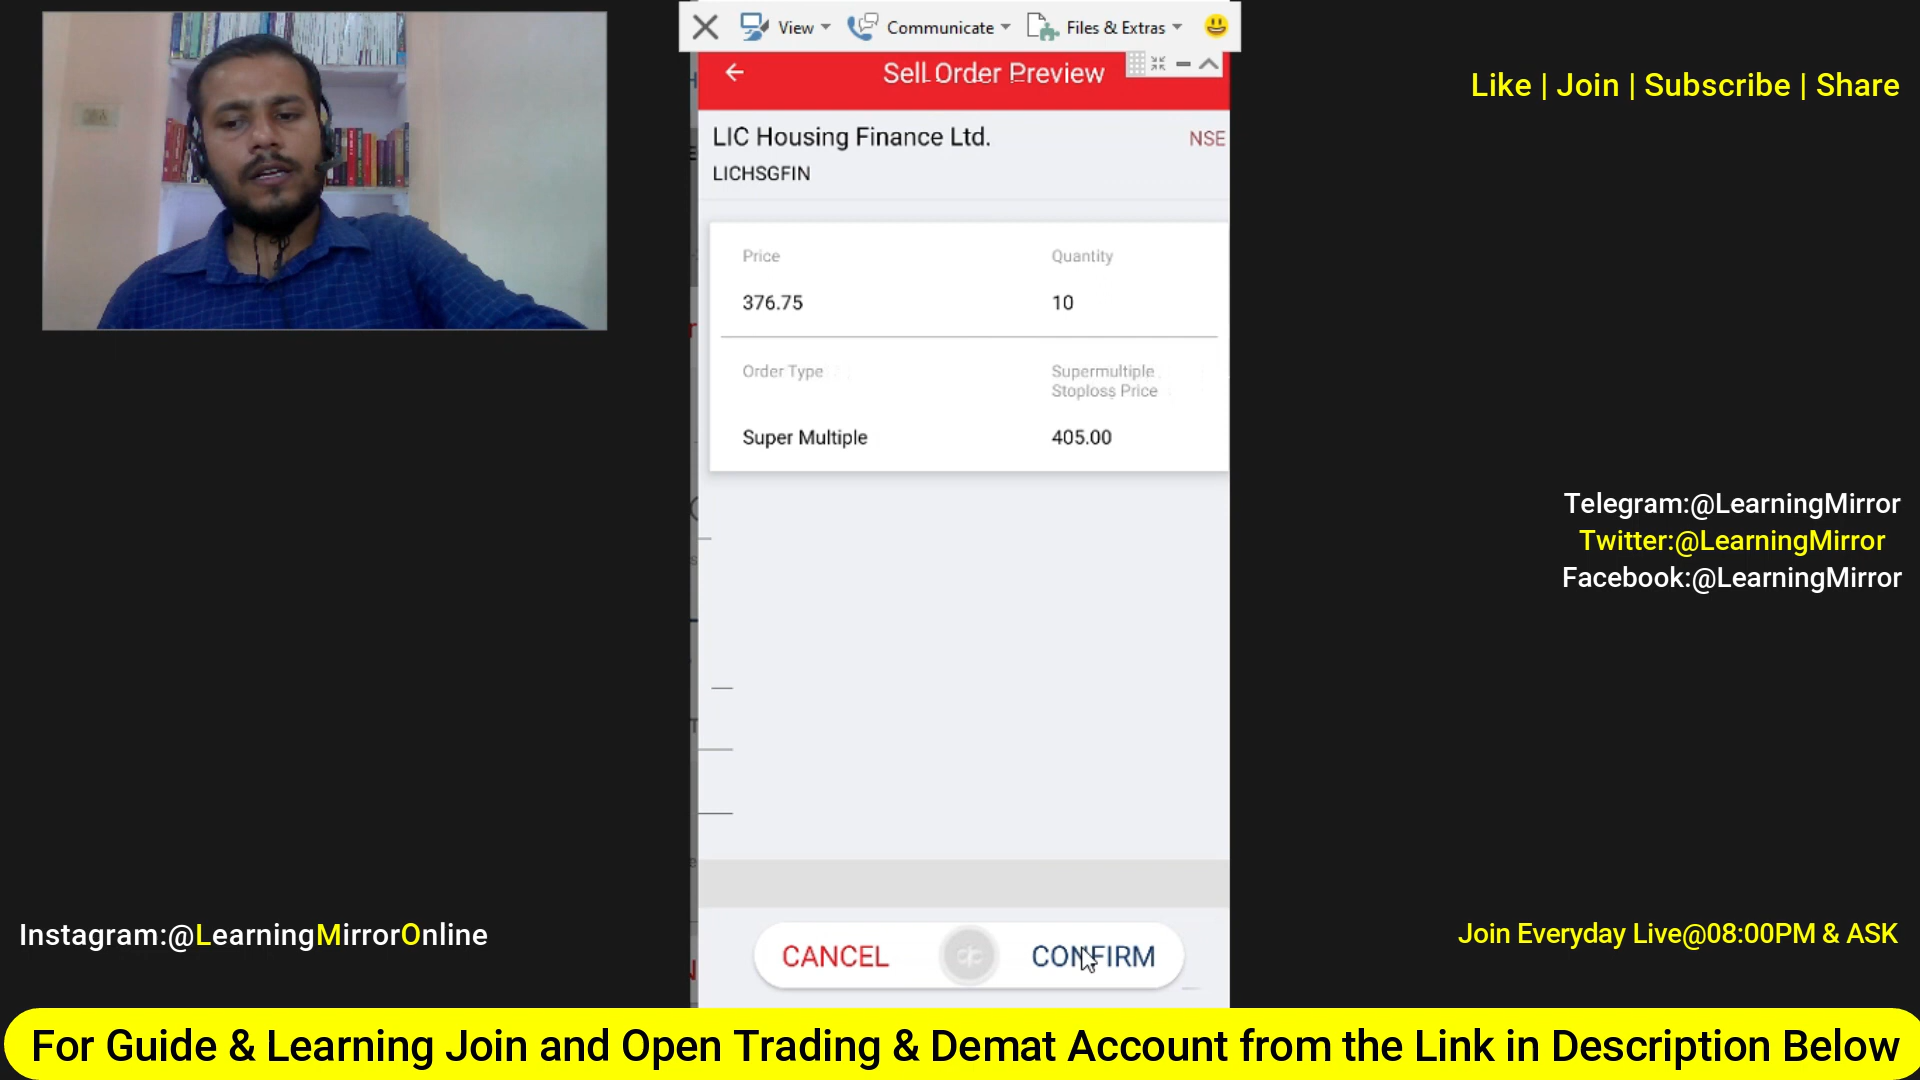 View
Communicate
Files & Extras
Sell Order Preview
Like | Join | Subscribe | Share
LIC Housing Finance Ltd.
NSE
LICHSGFIN
Price
Quantity
376.75
10
Order Type
Supermultiple
Stoploss Price
Super Multiple
405.00
Telegram:@LearningMirror
Twitter:@LearningMirror
Facebook:@LearningMirror
CANCEL
CONFIRM
Instagram:@LearningMirrorOnline
Join Everyday Live@08:00PM & ASK
For Guide & Learning Join and Open Trading & Demat Account from the Link in Description Below